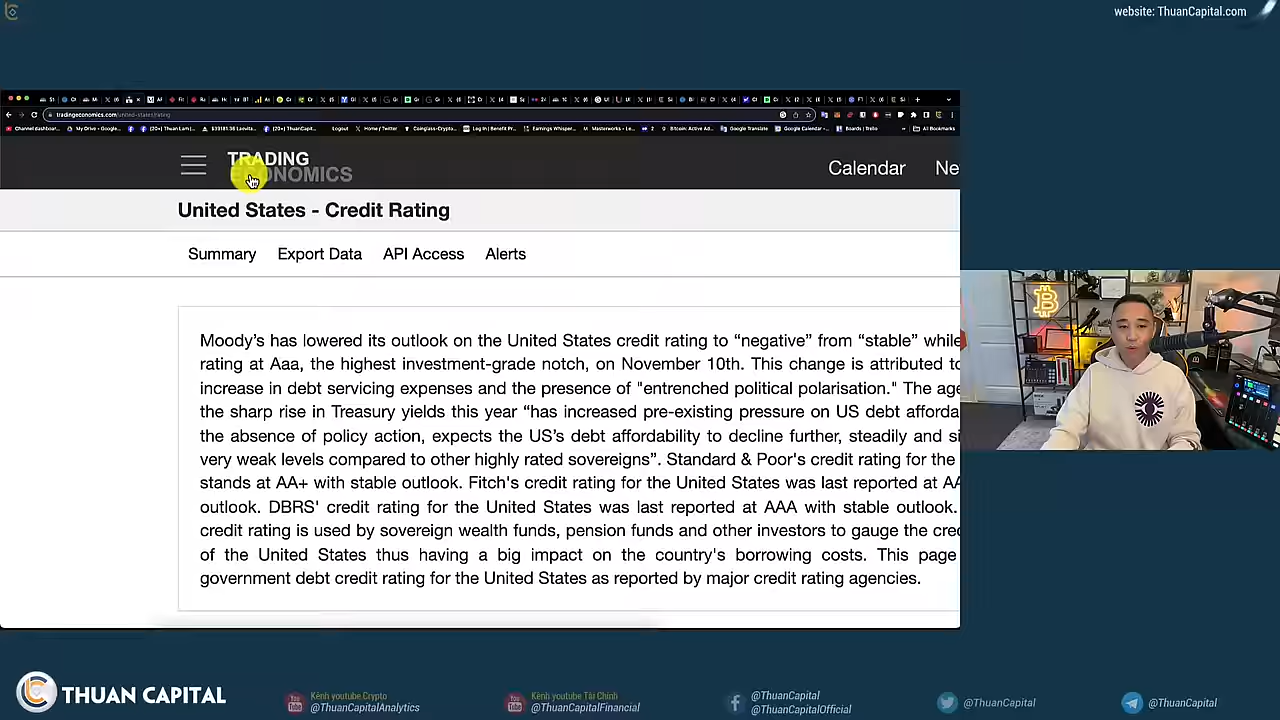 website: ThuanCapital.com
tradingeconomics.com/united-states/rating
TRADING
ECONOMICS
Calendar
Ne
United States - Credit Rating
Summary
Export Data
API Access
Alerts
Moody's has lowered its outlook on the United States credit rating to “negative” from “stable” while
rating at Aaa, the highest investment-grade notch, on November 10th. This change is attributed to
increase in debt servicing expenses and the presence of "entrenched political polarisation." The age
the sharp rise in Treasury yields this year “has increased pre-existing pressure on US debt afforda
the absence of policy action, expects the US’s debt affordability to decline further, steadily and si
very weak levels compared to other highly rated sovereigns”. Standard & Poor's credit rating for the
stands at AA+ with stable outlook. Fitch's credit rating for the United States was last reported at AA
outlook. DBRS' credit rating for the United States was last reported at AAA with stable outlook.
credit rating is used by sovereign wealth funds, pension funds and other investors to gauge the cred
of the United States thus having a big impact on the country's borrowing costs. This page
government debt credit rating for the United States as reported by major credit rating agencies.
THUAN CAPITAL
Kênh youtube Crypto
@ThuanCapitalAnalytics
Kênh youtube Tài Chính
@ThuanCapitalFinancial
@ThuanCapital
@ThuanCapitalOfficial
@ThuanCapital
@ThuanCapital